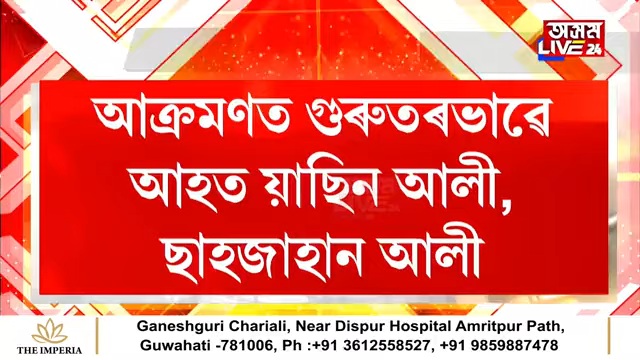 অসম
LIVE 24
আক্ৰমণত গুৰুতৰভাৱে
আহত য়াছিন আলী,
ছাহজাহান আলী
THE IMPERIA
Ganeshguri Chariali, Near Dispur Hospital Amritpur Path,
Guwahati -781006, Ph :+91 3612558527, +91 9859887478